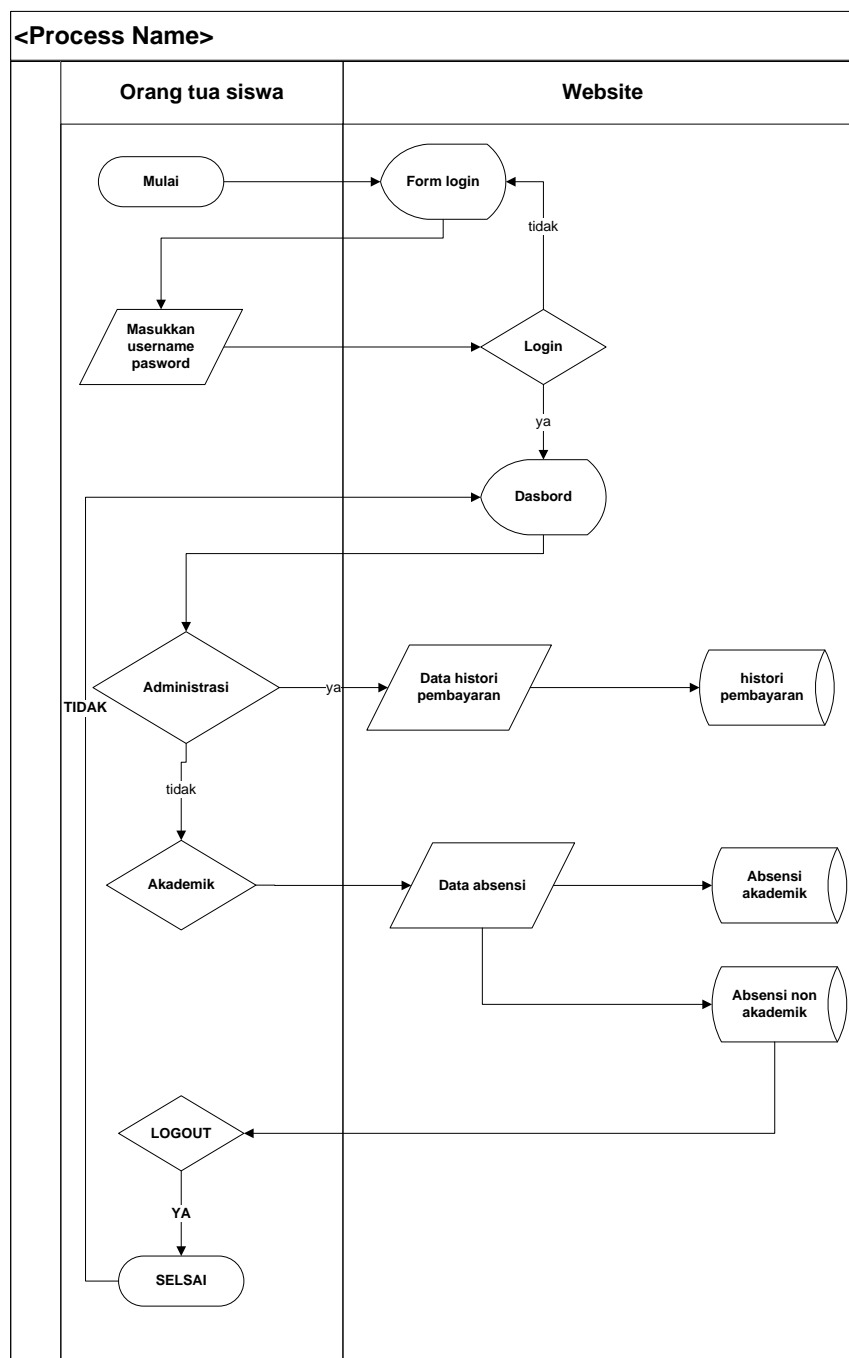 <Process Name>
Orang tua siswa
Website
Mulai
Form login
tidak
Masukkan
username
pasword
Login
ya
Dasbord
Administrasi
ya
Data histori
pembayaran
histori
pembayaran
TIDAK
tidak
Akademik
Data absensi
Absensi
akademik
Absensi non
akademik
LOGOUT
YA
SELSAI